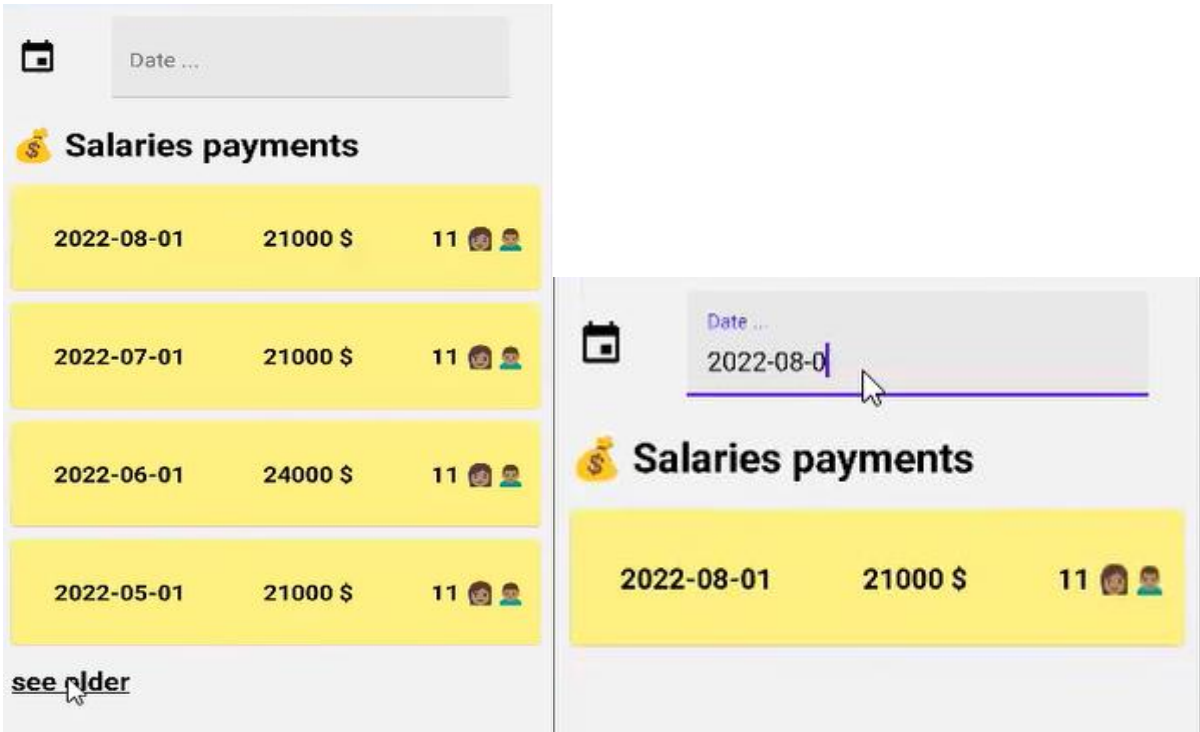 Date ...
💰 Salaries payments
2022-08-01 21000 $ 11
2022-07-01 21000 $ 11
2022-06-01 24000 $ 11
2022-05-01 21000 $ 11
see older
Date ...
2022-08-0
💰 Salaries payments
2022-08-01 21000 $ 11